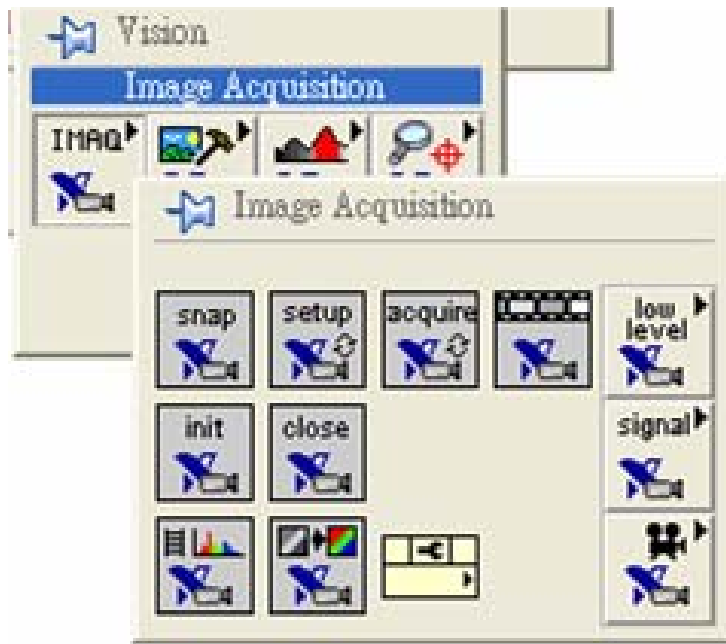 Vision
Image Acquisition
IMAQ
Image Acquisition
snap
setup
acquire
low
level
init
close
signal